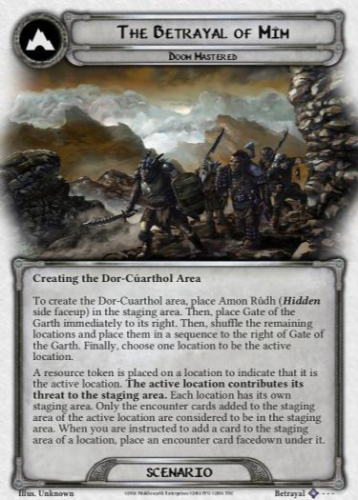 The Betrayal of Mîm
Doom Mastered
Creating the Dor-Cúarthol Area
To create the Dor-Cuarthol area, place Amon Rûdh (Hidden
side faceup) in the staging area. Then, place Gate of the
Garth immediately to its right. Then, shuffle the remaining
locations and place them in a sequence to the right of Gate of
the Garth. Finally, choose one location to be the active
location.
A resource token is placed on a location to indicate that it is
the active location. The active location contributes its
threat to the staging area. Each location has its own
staging area. Only the encounter cards added to the staging
area of the active location are considered to be in the
staging area. When you are instructed to add a card to the staging
area of a location, place an encounter card facedown under it.
SCENARIO
Illus. Unknown
Betrayal